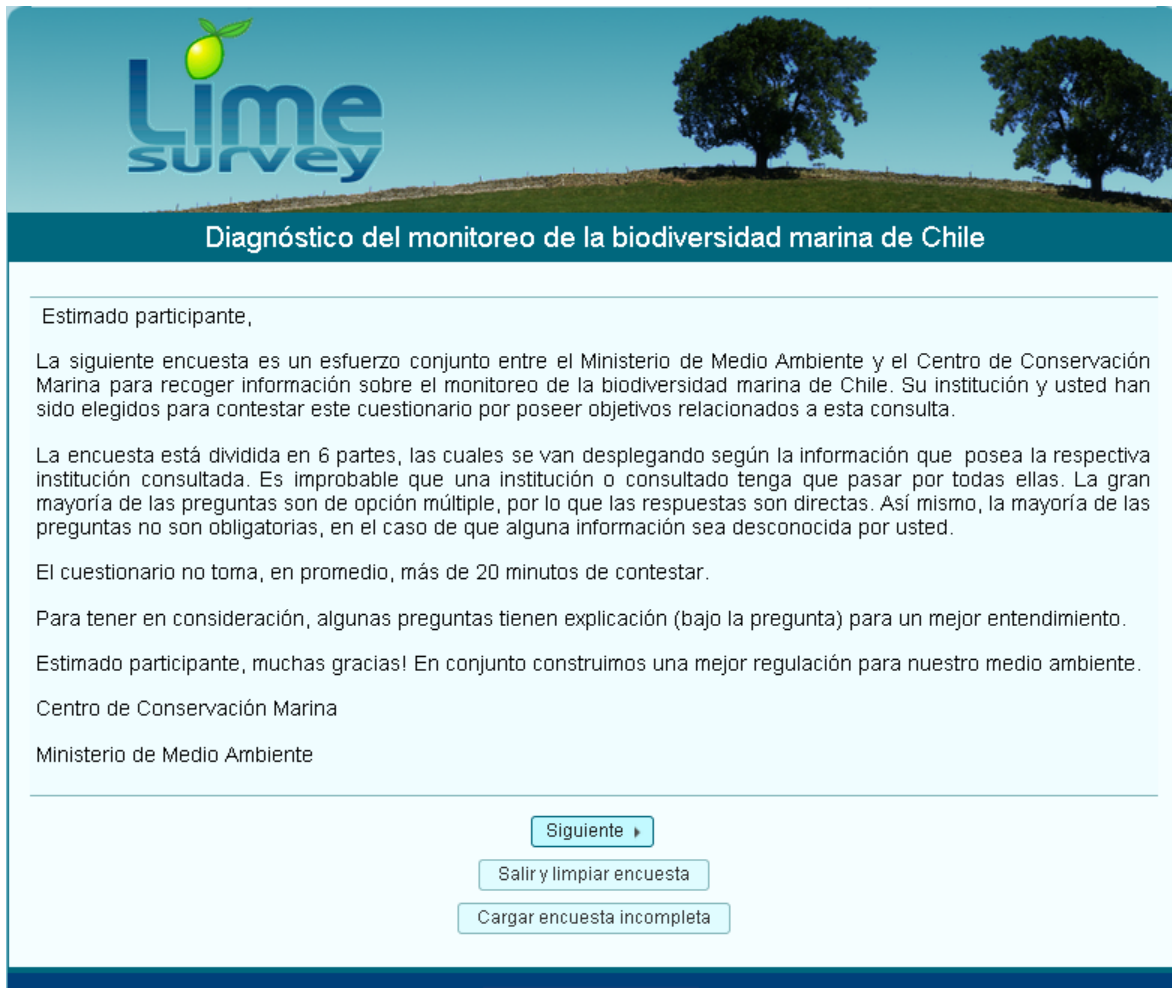 Lime
survey
Diagnóstico del monitoreo de la biodiversidad marina de Chile
Estimado participante,
La siguiente encuesta es un esfuerzo conjunto entre el Ministerio de Medio Ambiente y el Centro de Conservación
Marina para recoger información sobre el monitoreo de la biodiversidad marina de Chile. Su institución y usted han
sido elegidos para contestar este cuestionario por poseer objetivos relacionados a esta consulta.
La encuesta está dividida en 6 partes, las cuales se van desplegando según la información que posea la respectiva
institución consultada. Es improbable que una institución o consultado tenga que pasar por todas ellas. La gran
mayoría de las preguntas son de opción múltiple, por lo que las respuestas son directas. Así mismo, la mayoría de las
preguntas no son obligatorias, en el caso de que alguna información sea desconocida por usted.
El cuestionario no toma, en promedio, más de 20 minutos de contestar.
Para tener en consideración, algunas preguntas tienen explicación (bajo la pregunta) para un mejor entendimiento.
Estimado participante, muchas gracias! En conjunto construimos una mejor regulación para nuestro medio ambiente.
Centro de Conservación Marina
Ministerio de Medio Ambiente
Siguiente
Salir y limpiar encuesta
Cargar encuesta incompleta